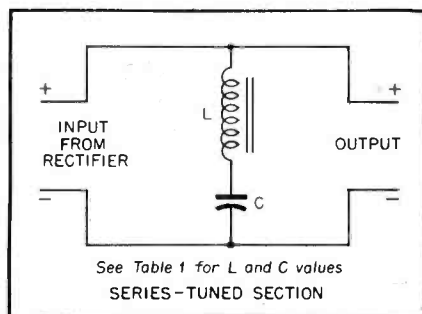 +
+
L
INPUT
FROM
RECTIFIER
OUTPUT
−
−
C
See Table 1 for L and C values
SERIES-TUNED SECTION